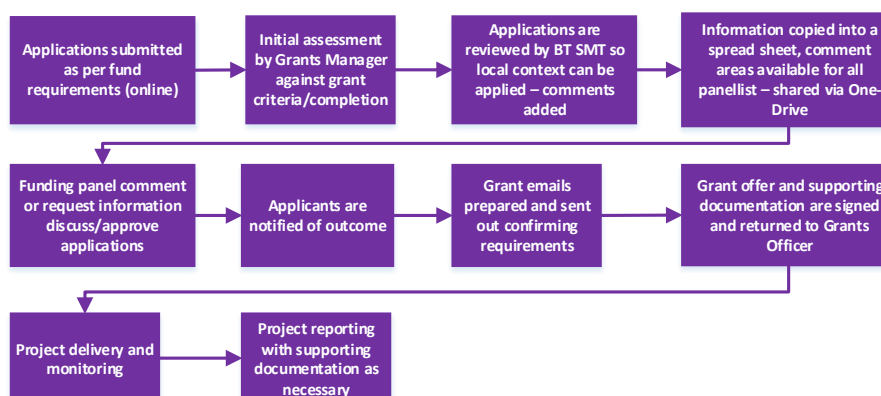 Applications submitted
as per fund
requirements (online)
Initial assessment
by Grants Manager
against grant
criteria/completion
Applications are
reviewed by BT SMT so
local context can be
applied – comments
added
Information copied into a
spread sheet, comment
areas available for all
panellist – shared via One-
Drive
Funding panel comment
or request information
discuss/approve
applications
Applicants are
notified of outcome
Grant emails
prepared and sent
out confirming
requirements
Grant offer and supporting
documentation are signed
and returned to Grants
Officer
Project delivery and
monitoring
Project reporting
with supporting
documentation as
necessary